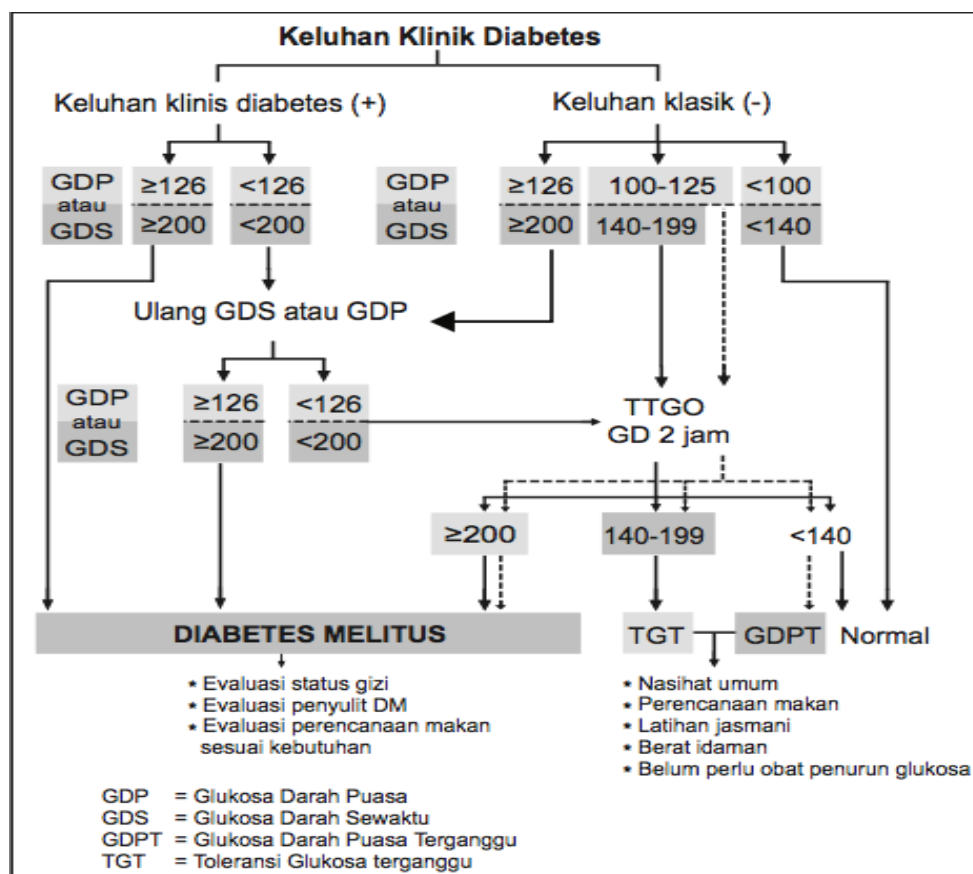 Keluhan Klinik Diabetes
Keluhan klinis diabetes (+)
Keluhan klasik (-)
GDP
atau
GDS
≥126
≥200
<126
<200
GDP
atau
GDS
≥126
≥200
100-125
140-199
<100
<140
Ulang GDS atau GDP
GDP
atau
GDS
≥126
≥200
<126
<200
TTGO
GD 2 jam
≥200
140-199
<140
DIABETES MELITUS
TGT
GDPT
Normal
* Evaluasi status gizi
* Evaluasi penyulit DM
* Evaluasi perencanaan makan
sesuai kebutuhan
* Nasihat umum
* Perencanaan makan
* Latihan jasmani
* Berat idaman
* Belum perlu obat penurun glukosa
GDP = Glukosa Darah Puasa
GDS = Glukosa Darah Sewaktu
GDPT = Glukosa Darah Puasa Terganggu
TGT = Toleransi Glukosa terganggu